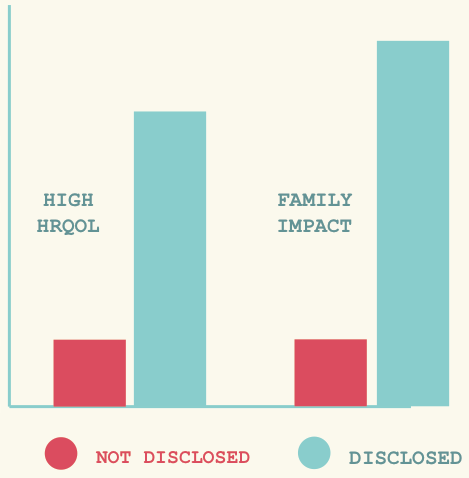 HIGH
HRQOL
FAMILY
IMPACT
NOT DISCLOSED
DISCLOSED